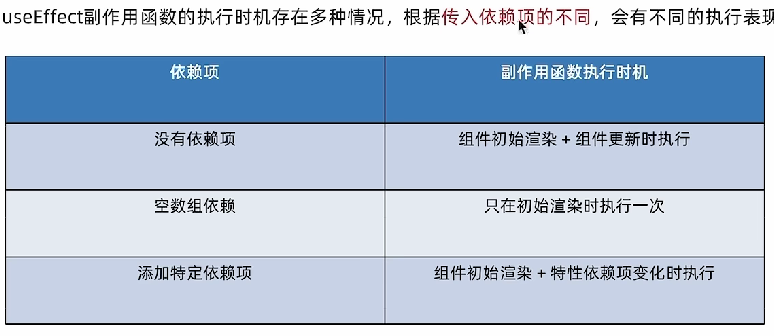 useEffect副作用函数的执行时机存在多种情况，根据传入依赖项的不同，会有不同的执行表现
依赖项 副作用函数执行时机
没有依赖项 组件初始渲染 + 组件更新时执行
空数组依赖 只在初始渲染时执行一次
添加特定依赖项 组件初始渲染 + 特性依赖项变化时执行